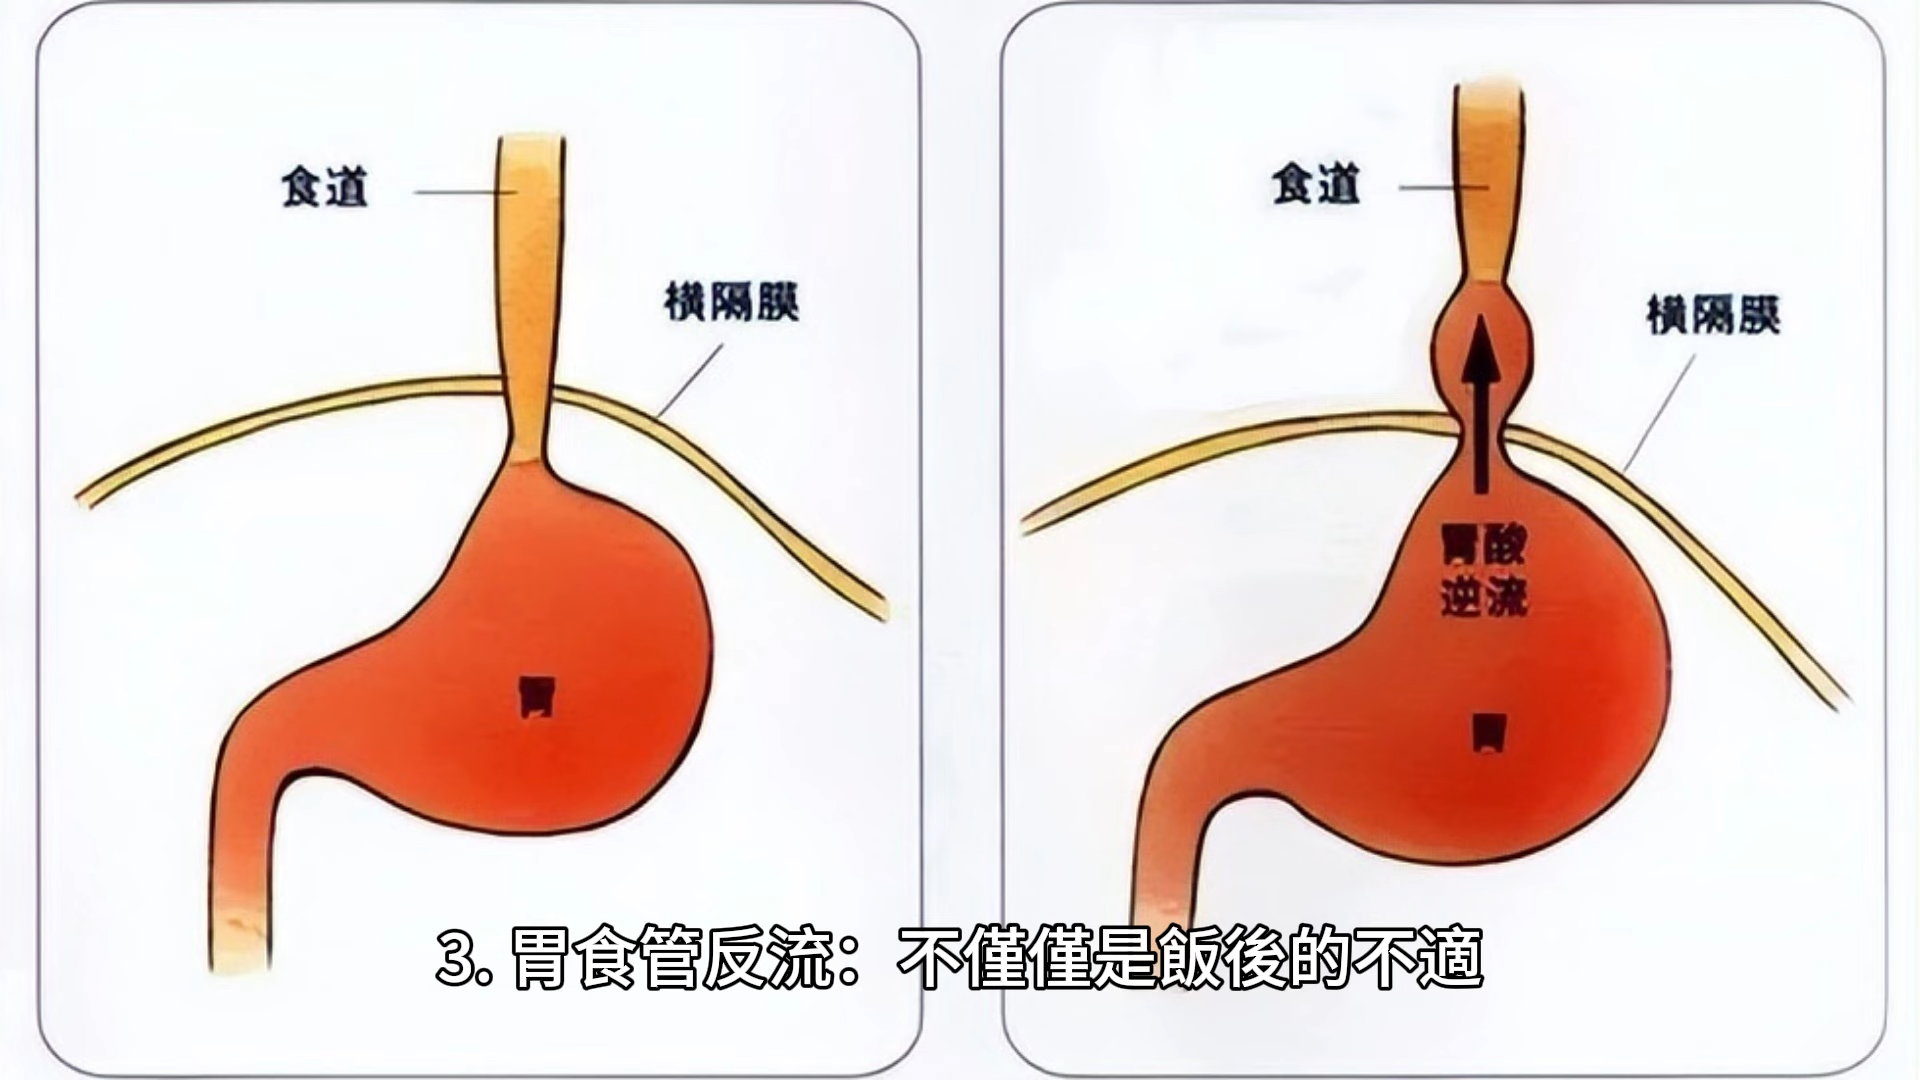 食道
橫隔膜
胃
食道
橫隔膜
胃酸
逆流
胃
3. 胃食管反流：不僅僅是飯後的不適